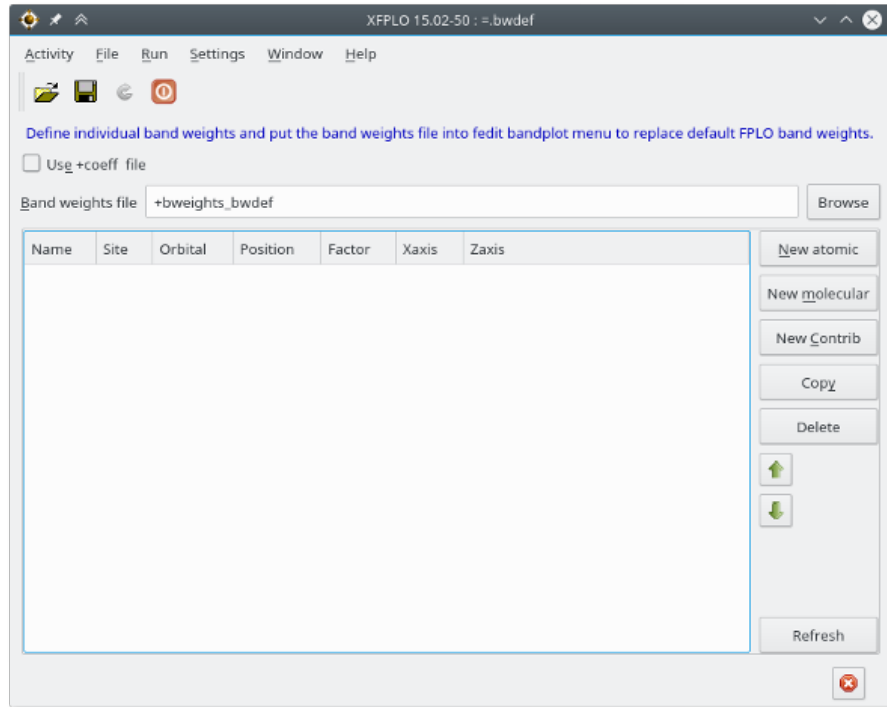 XFPLO 15.02-50 : =.bwdef
Activity File Run Settings Window Help
Define individual band weights and put the band weights file into fedit bandplot menu to replace default FPLO band weights.
Use +coeff file
Band weights file +bweights_bwdef Browse
Name Site Orbital Position Factor Xaxis Zaxis
New atomic
New molecular
New Contrib
Copy
Delete
Refresh